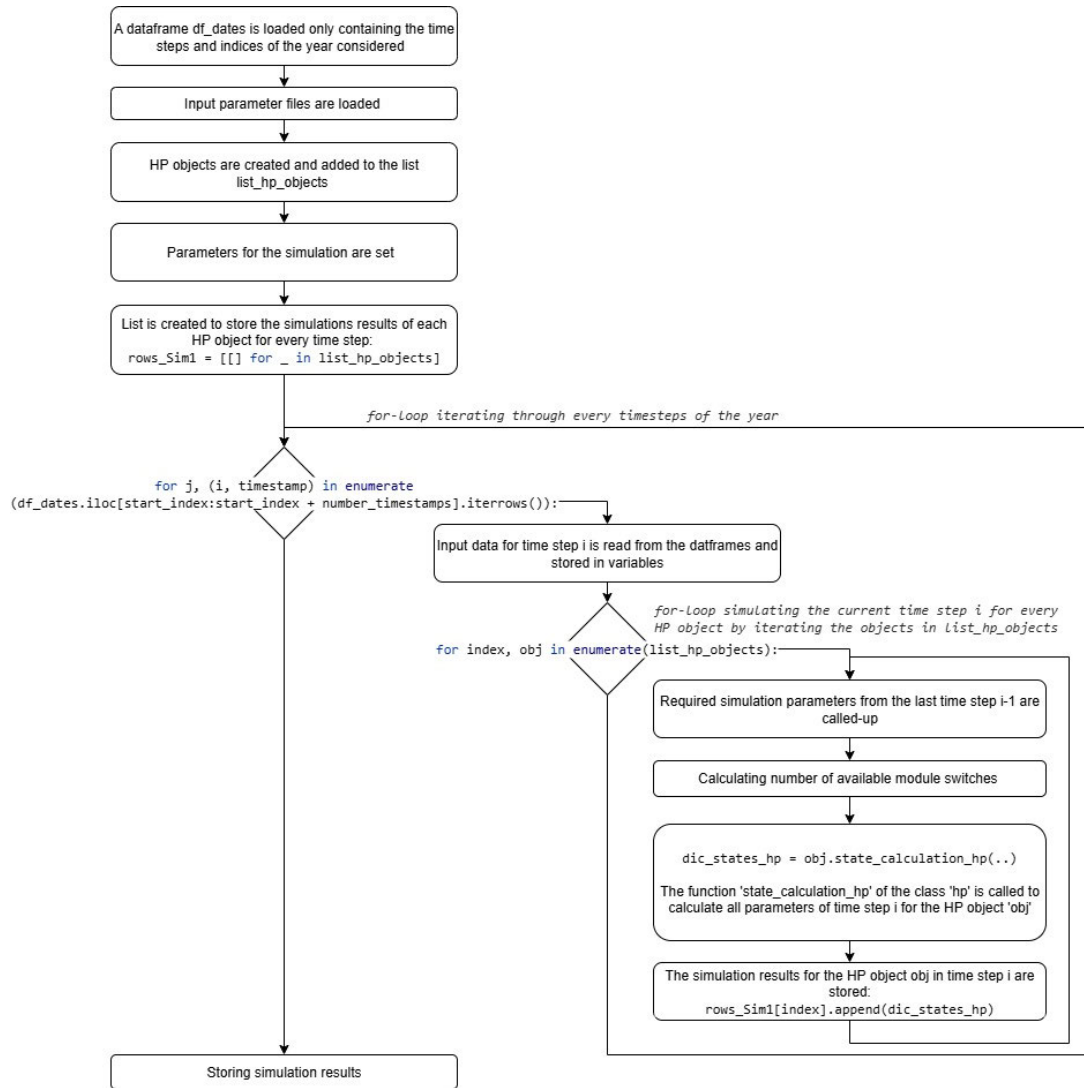 A dataframe df_dates is loaded only containing the time
steps and indices of the year considered
Input parameter files are loaded
HP objects are created and added to the list
list_hp_objects
Parameters for the simulation are set
List is created to store the simulations results of each
HP object for every time step:
rows_Sim1 = [[] for _ in list_hp_objects]
for-loop iterating through every timesteps of the year
for j, (i, timestamp) in enumerate
(df_dates.iloc[start_index:start_index + number_timestamps].iterrows()):
Input data for time step i is read from the datframes and
stored in variables
for-loop simulating the current time step i for every
HP object by iterating the objects in list_hp_objects
for index, obj in enumerate(list_hp_objects):
Required simulation parameters from the last time step i-1 are
called-up
Calculating number of available module switches
dic_states_hp = obj.state_calculation_hp(..)
The function 'state_calculation_hp' of the class 'hp' is called to
calculate all parameters of time step i for the HP object 'obj'
The simulation results for the HP object obj in time step i are
stored:
rows_Sim1[index].append(dic_states_hp)
Storing simulation results